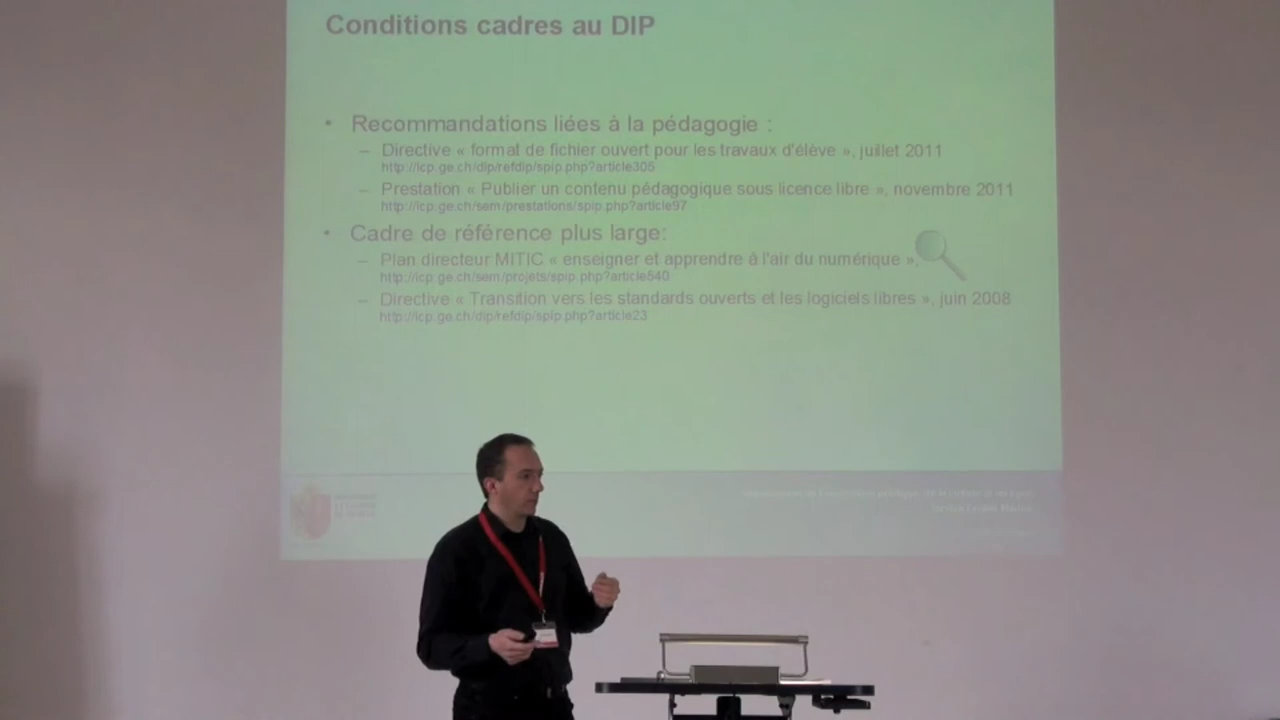 Conditions cadres au DIP
• Recommandations liées à la pédagogie :
– Directive « format de fichier ouvert pour les travaux d'élève », juillet 2011
http://icp.ge.ch/dip/refdip/spip.php?article305
– Prestation « Publier un contenu pédagogique sous licence libre », novembre 2011
http://icp.ge.ch/sem/prestations/spip.php?article97
• Cadre de référence plus large:
– Plan directeur MITIC « enseigner et apprendre à l'air du numérique »,
http://icp.ge.ch/sem/projets/spip.php?article640
– Directive « Transition vers les standards ouverts et les logiciels libres », juin 2008
http://icp.ge.ch/dip/refdip/spip.php?article23